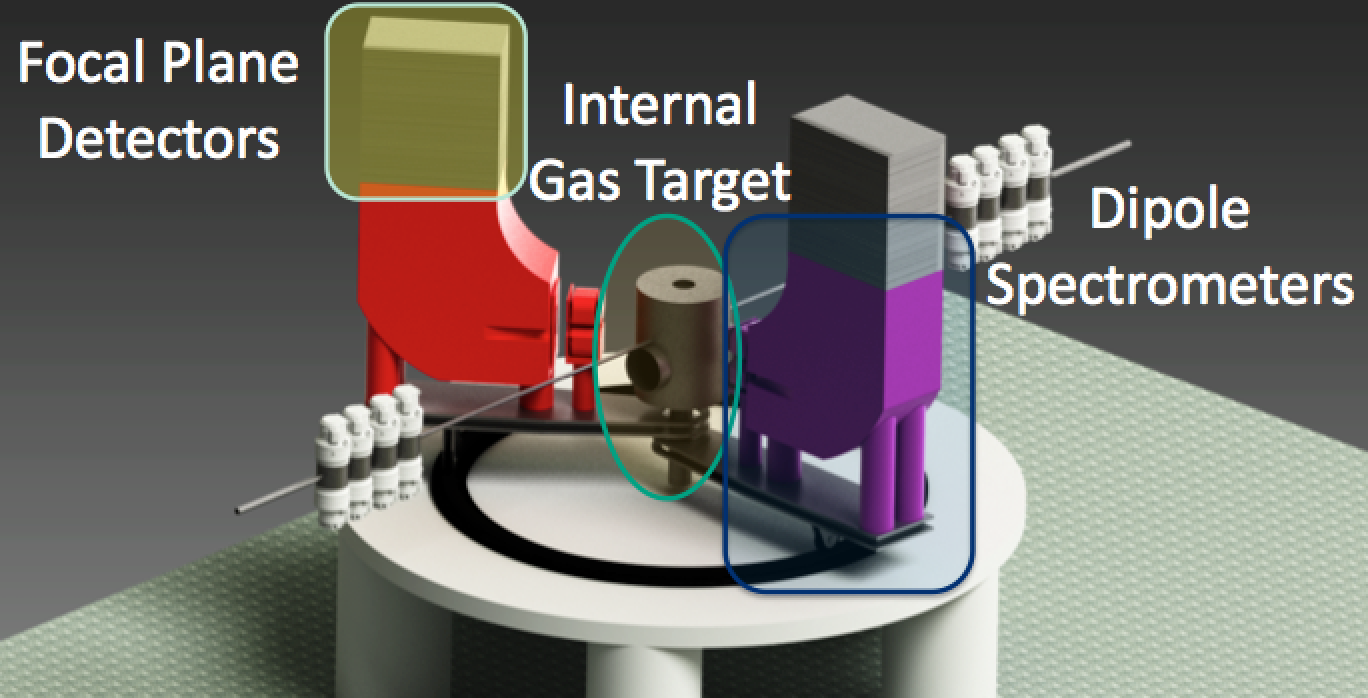 Focal Plane
Detectors
Internal
Gas Target
Dipole
Spectrometers